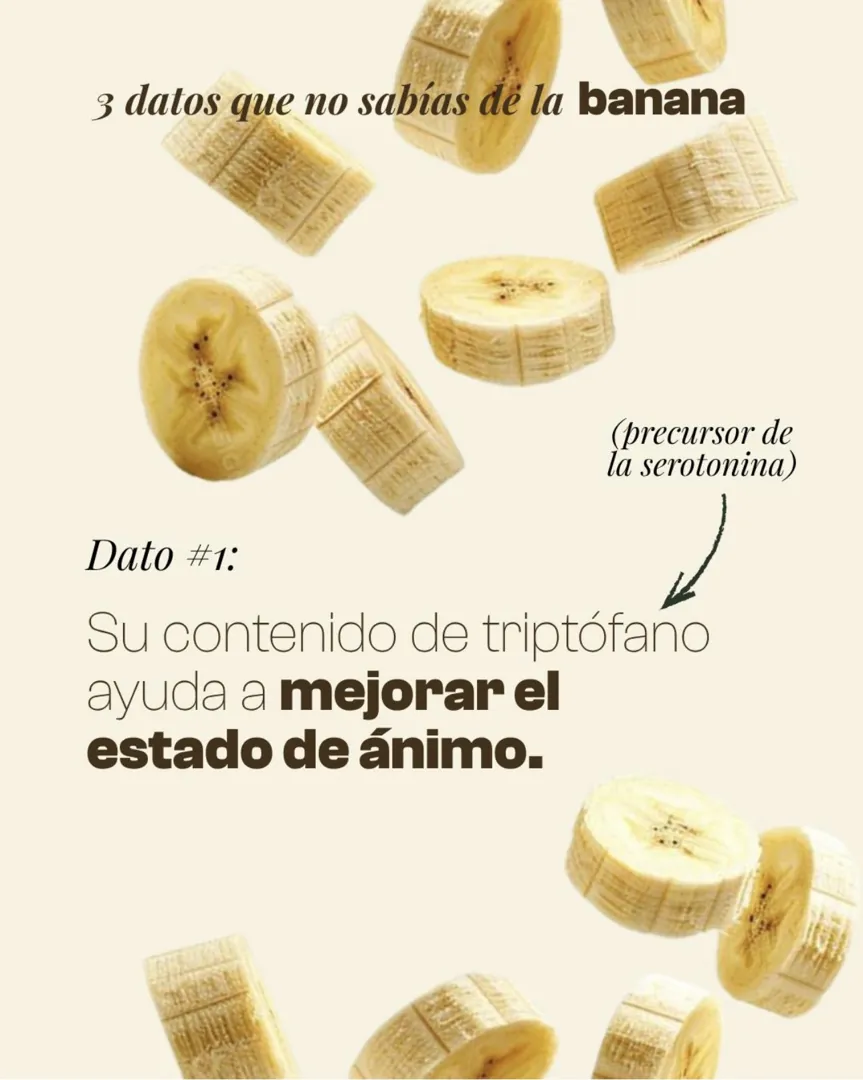 3 datos que no sabías de la banana
(precursor de
la serotonina)
Dato #1:
Su contenido de triptófano
ayuda a mejorar el
estado de ánimo.